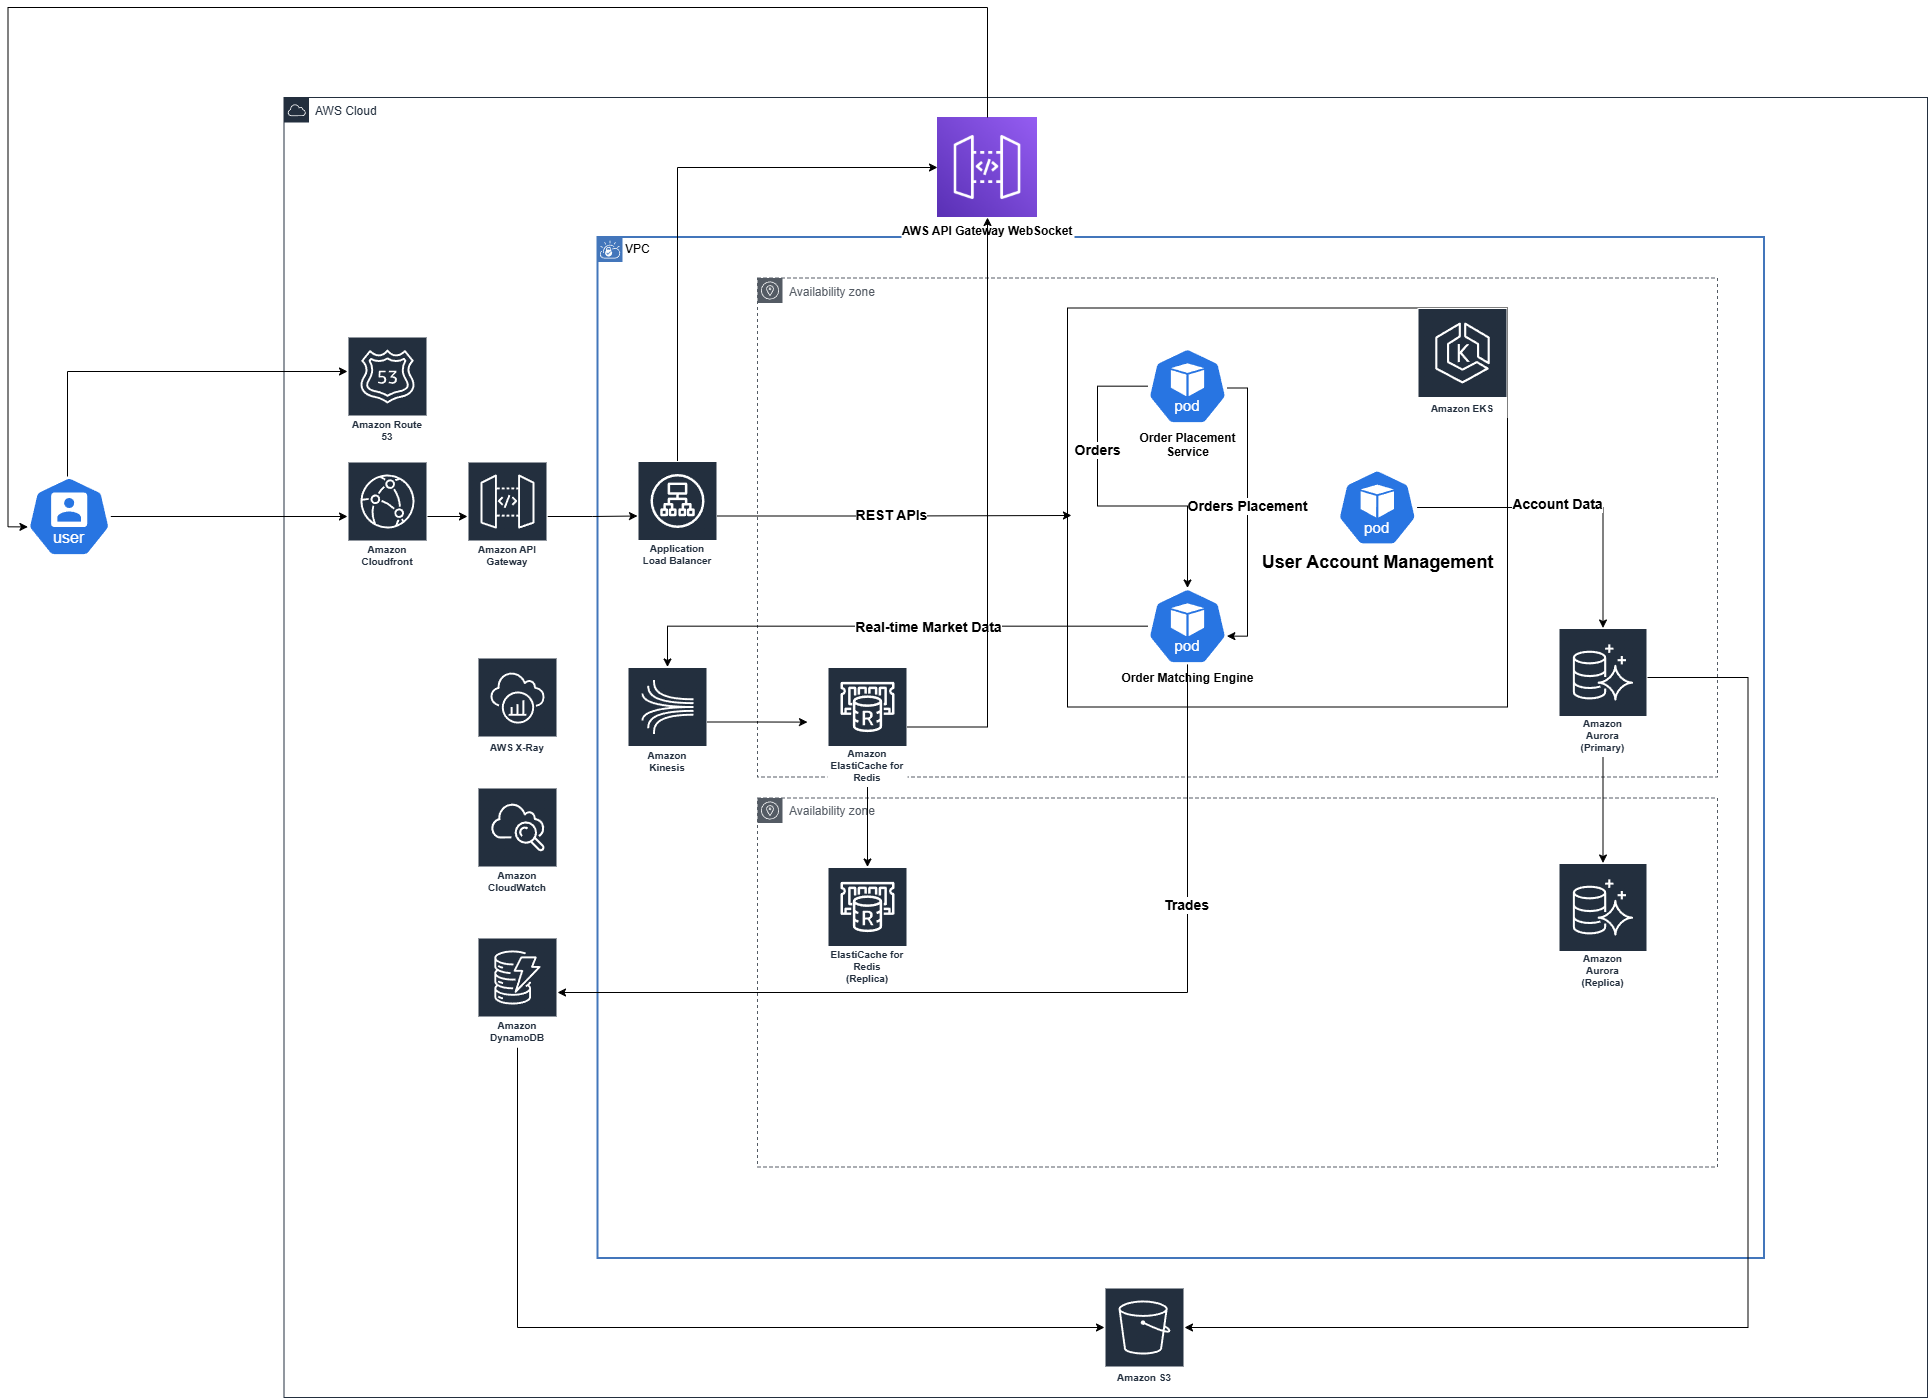 AWS Cloud
AWS API Gateway WebSocket
VPC
Availability zone
53
Amazon Route
53
K
Amazon EKS
pod
Order Placement
Service
Orders
Orders Placement
user
Amazon
Cloudfront
</>
Amazon API
Gateway
Application
Load Balancer
REST APIs
pod
User Account Management
Account Data
Real-time Market Data
pod
Order Matching Engine
AWS X-Ray
Amazon
Kinesis
R
Amazon
ElastiCache for
Redis
Amazon
Aurora
(Primary)
Availability zone
Amazon
CloudWatch
R
ElastiCache for
Redis
(Replica)
Trades
Amazon
Aurora
(Replica)
Amazon
DynamoDB
Amazon S3